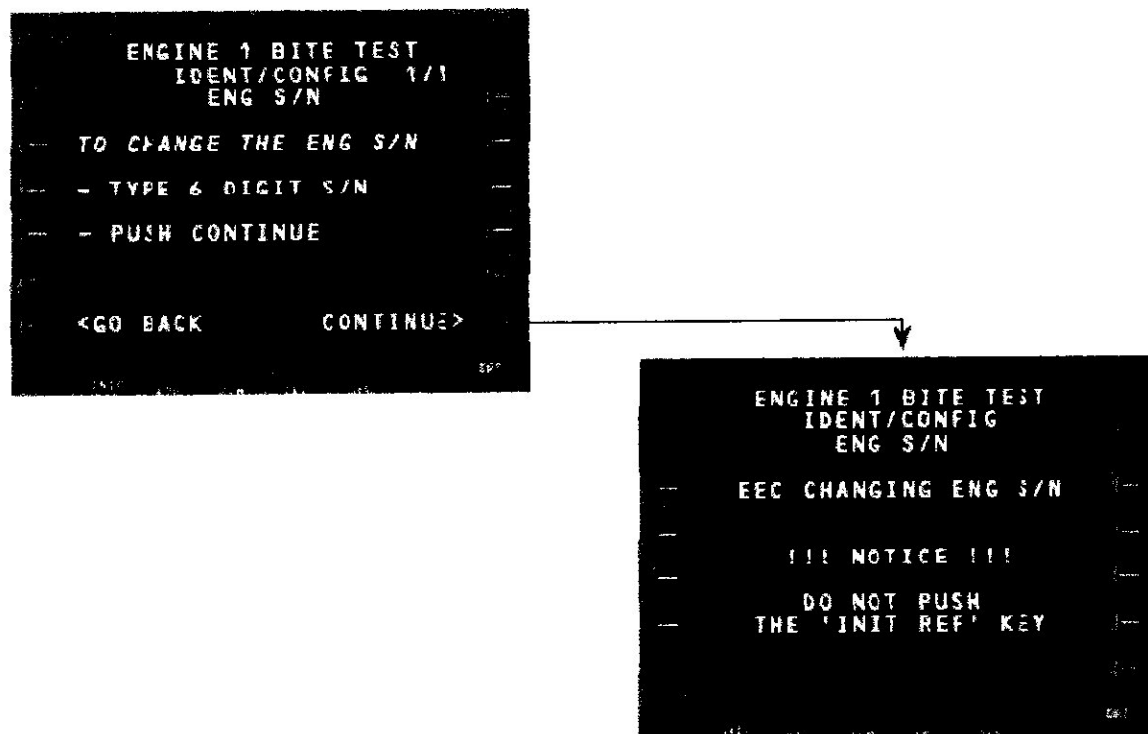 ENGINE 1 BITE TEST
IDENT/CONFIG 1/1
ENG S/N
TO CHANGE THE ENG S/N
- TYPE 6 DIGIT S/N
- PUSH CONTINUE
<GO BACK CONTINUE>
ENGINE 1 BITE TEST
IDENT/CONFIG
ENG S/N
EEC CHANGING ENG S/N
!!! NOTICE !!!
DO NOT PUSH
THE 'INIT REF' KEY